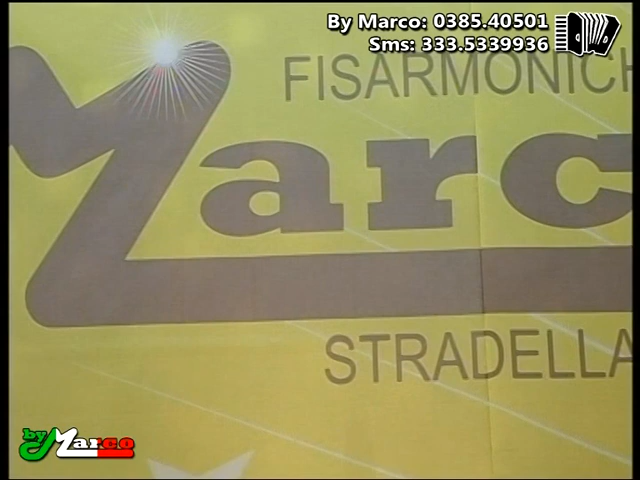 By Marco: 0385.40501
Sms: 333.5339936
FISARMONICH
Marc
STRADELLA
by Marco